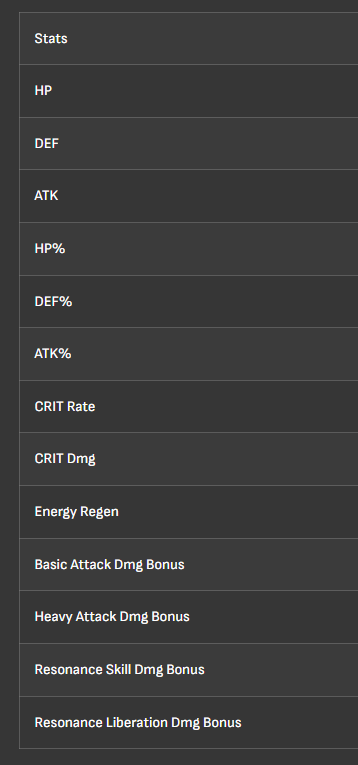 Stats
HP
DEF
ATK
HP%
DEF%
ATK%
CRIT Rate
CRIT Dmg
Energy Regen
Basic Attack Dmg Bonus
Heavy Attack Dmg Bonus
Resonance Skill Dmg Bonus
Resonance Liberation Dmg Bonus